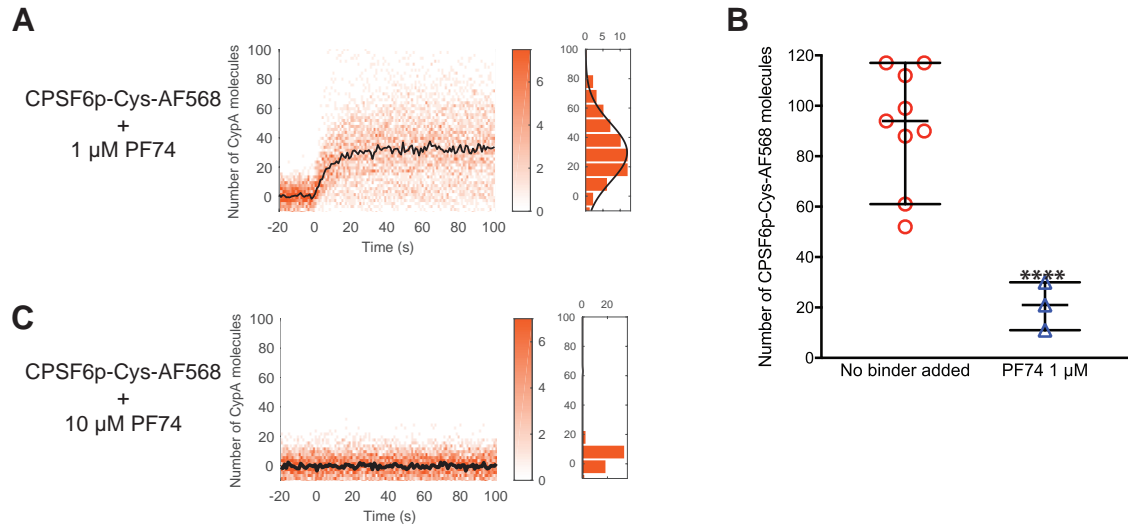 A
CPSF6p-Cys-AF568
+
1 µM PF74
Number of CypA molecules
100
80
60
40
20
0
-20 0 20 40 60 80 100
Time (s)
6
4
2
0
0 5 10
100
80
60
40
20
0
B
Number of CPSF6p-Cys-AF568 molecules
120
100
80
60
40
20
0
****
No binder added PF74 1 µM
C
CPSF6p-Cys-AF568
+
10 µM PF74
Number of CypA molecules
100
80
60
40
20
0
-20 0 20 40 60 80 100
Time (s)
6
4
2
0
0 20
100
80
60
40
20
0